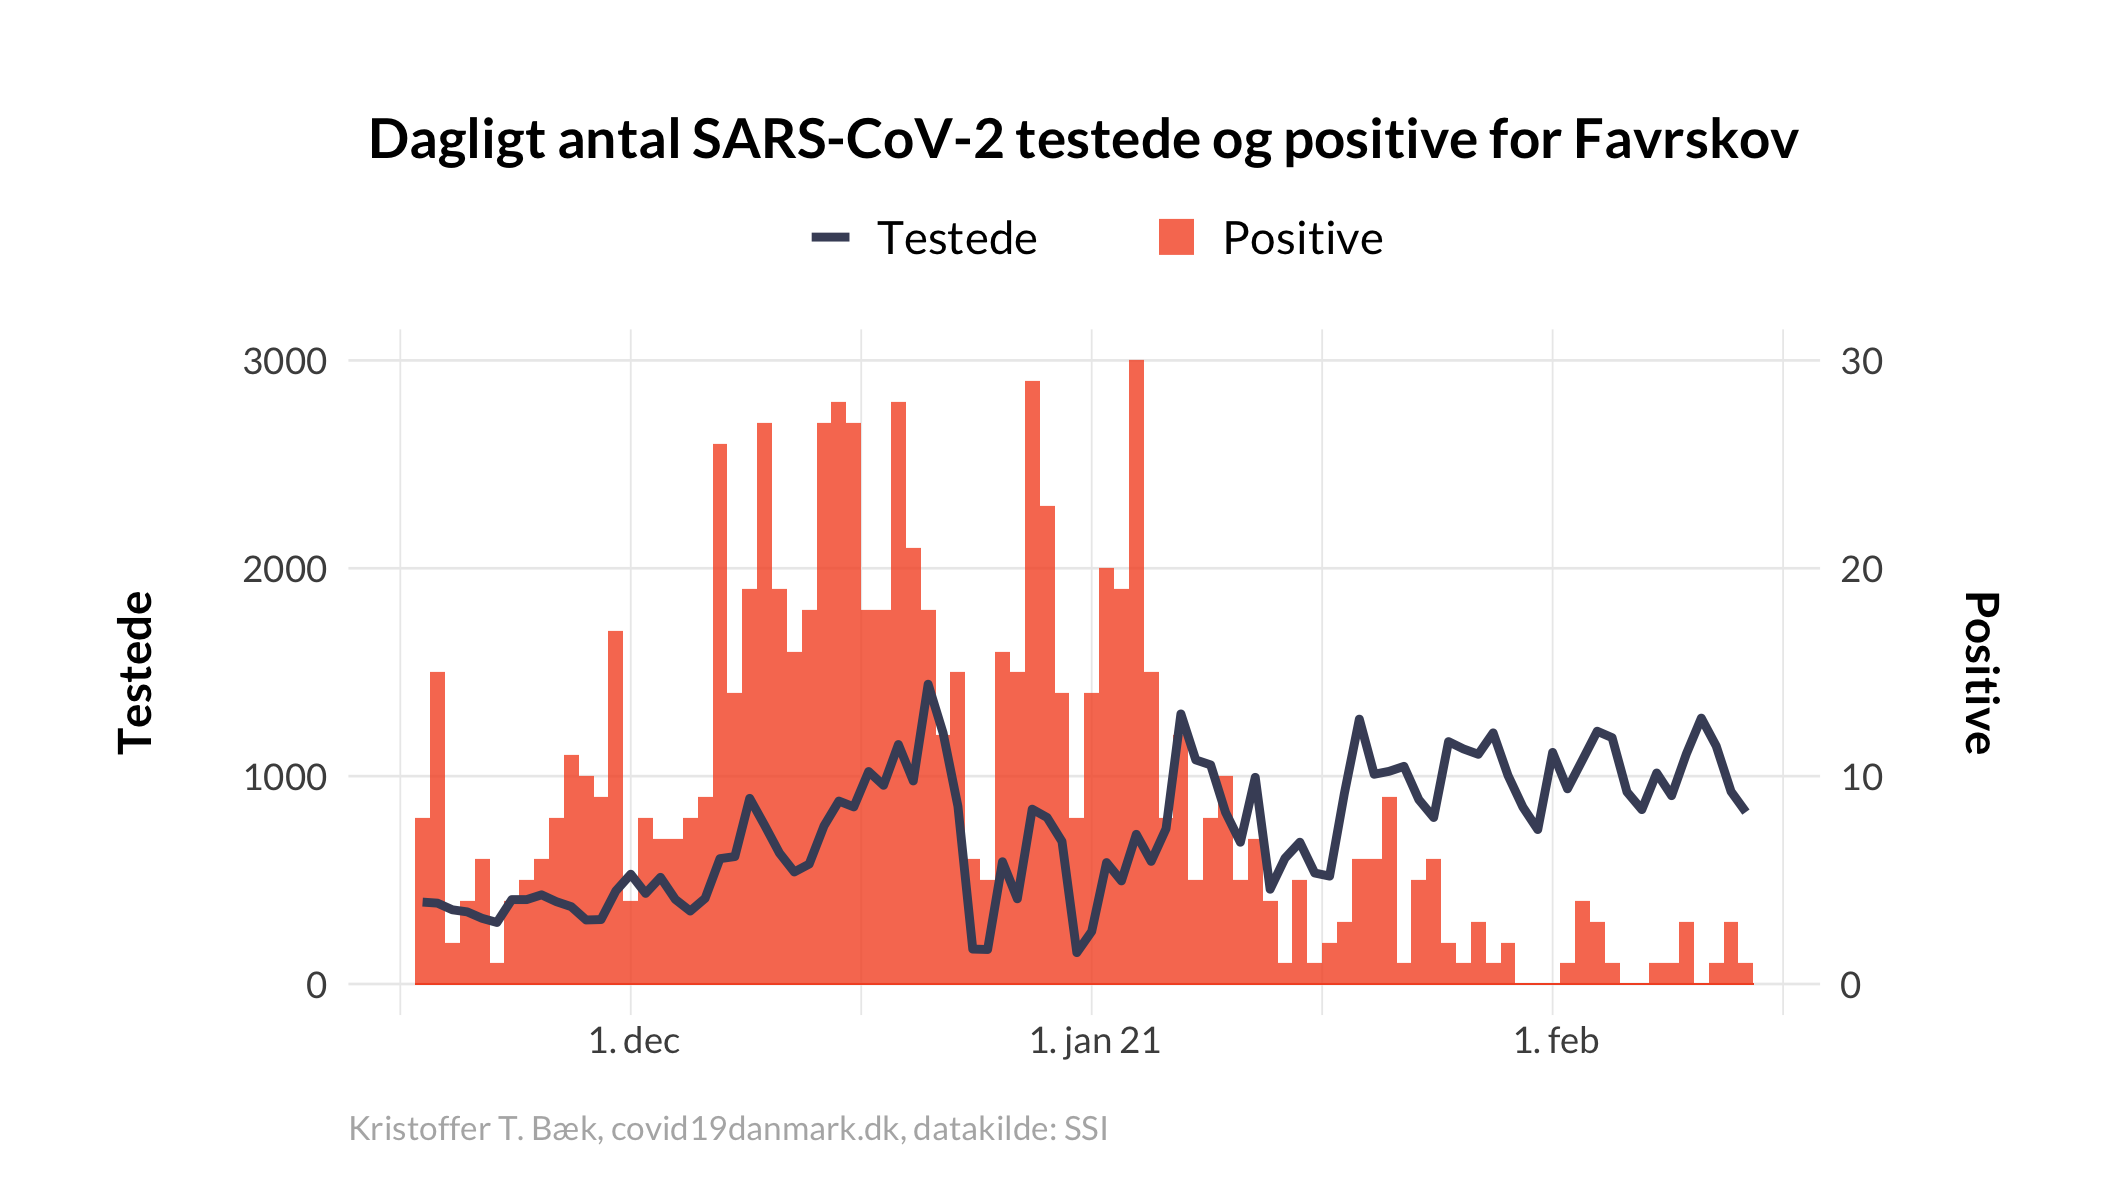 Dagligt antal SARS-CoV-2 testede og positive for Favrskov
Testede Positive
3000 30
2000 20
1000 10
0 0
Testede
Positive
1. dec 1. jan 21 1. feb
Kristoffer T. Bæk, covid19danmark.dk, datakilde: SSI